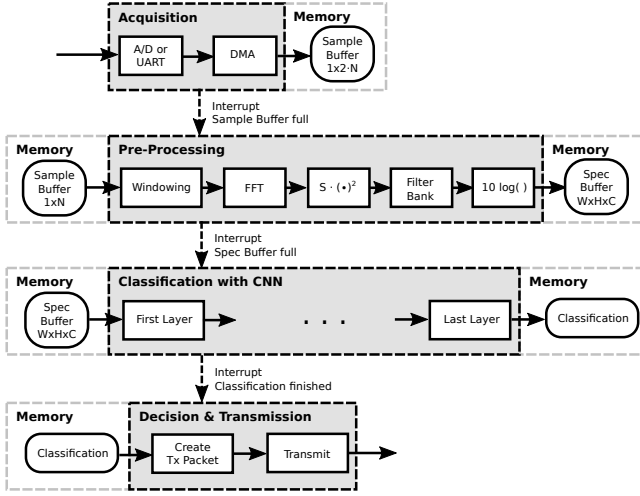 Acquisition
Memory
A/D or
UART
DMA
Sample
Buffer
1x2·N
Interrupt
Sample Buffer full
Memory
Pre-Processing
Memory
Sample
Buffer
1xN
Windowing
FFT
S · (•)²
Filter
Bank
10 log( )
Spec
Buffer
WxHxC
Interrupt
Spec Buffer full
Memory
Classification with CNN
Memory
Spec
Buffer
WxHxC
First Layer
. . .
Last Layer
Classification
Interrupt
Classification finished
Memory
Decision & Transmission
Classification
Create
Tx Packet
Transmit